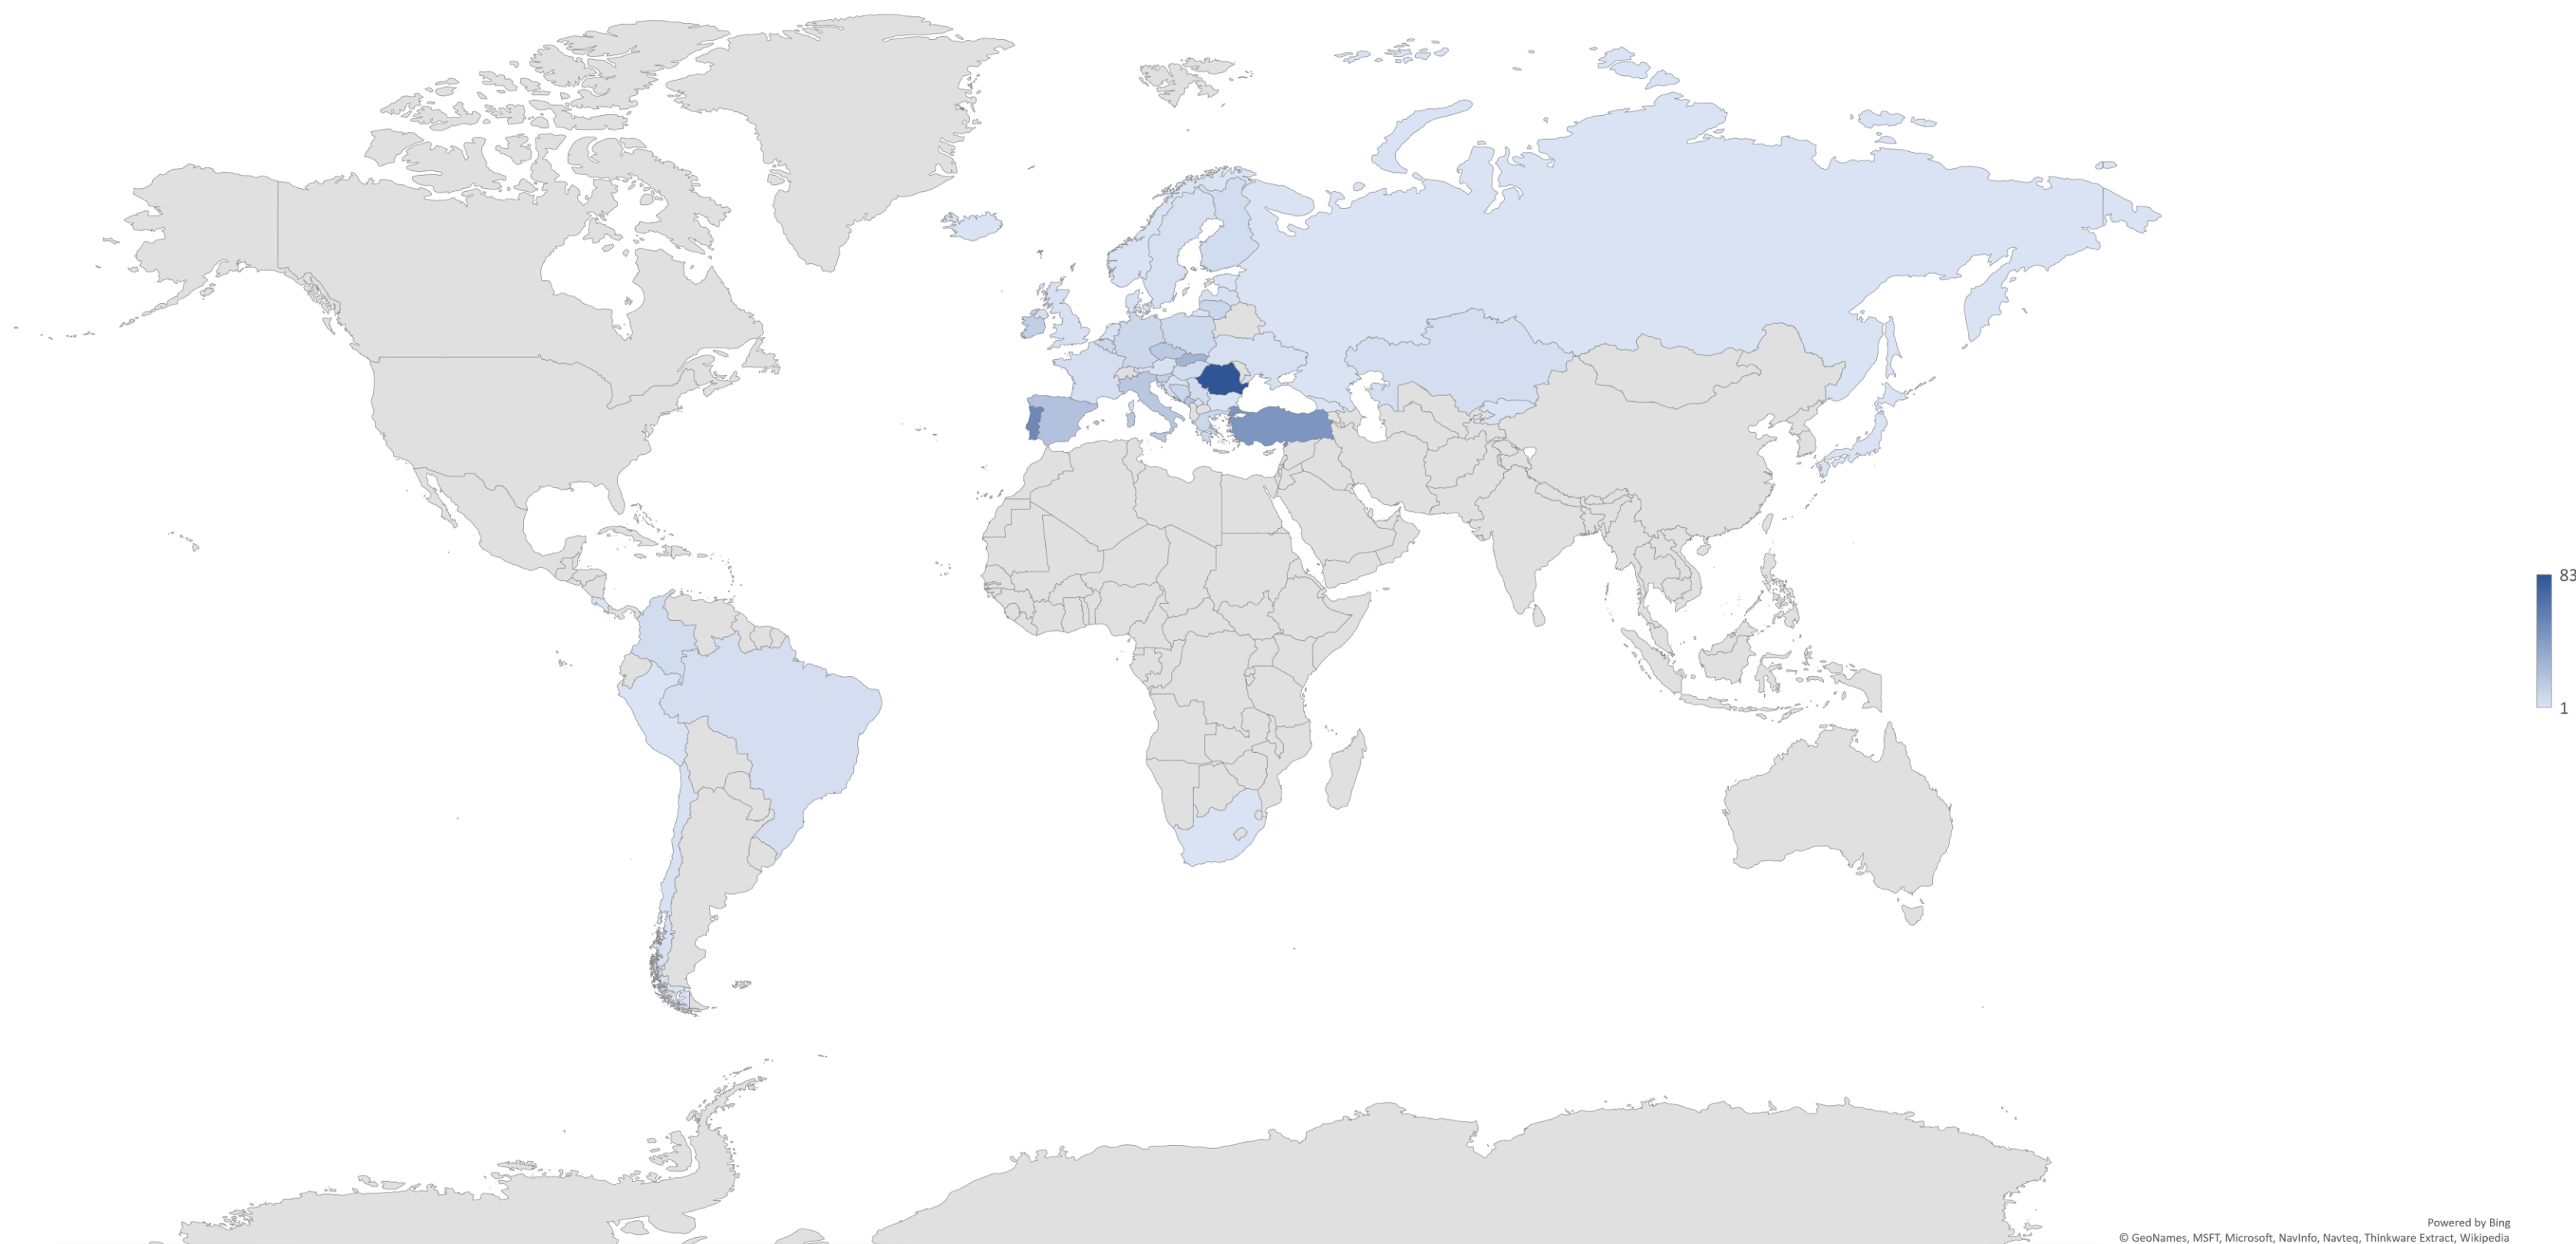 83
1
Powered by Bing
© GeoNames, MSFT, Microsoft, NavInfo, Navteq, Thinkware Extract, Wikipedia